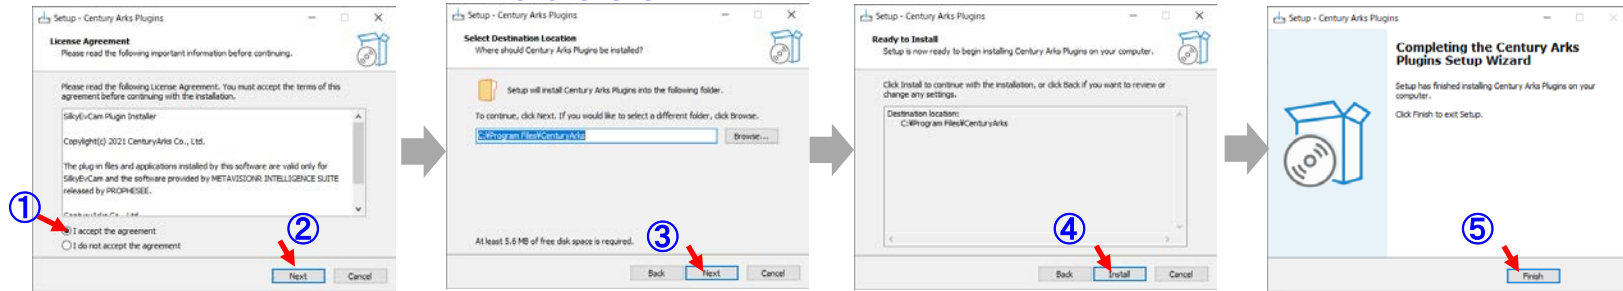 Setup - Century Arks Plugins
License Agreement
Please read the following important information before continuing.
Please read the following License Agreement. You must accept the terms of this
agreement before continuing with the installation.
SilkyEvCam Plugin Installer
Copyright(c) 2021 CenturyArks Co., Ltd.
The plug-in files and applications installed by this software are valid only for
SilkyEvCam and the software provided by METAVISIONR INTELLIGENCE SUITE
released by PROPHESEE.
①
I accept the agreement
I do not accept the agreement
②
Next
Cancel
Setup - Century Arks Plugins
Select Destination Location
Where should Century Arks Plugins be installed?
Setup will install Century Arks Plugins into the following folder.
To continue, click Next. If you would like to select a different folder, click Browse.
C:¥Program Files¥CenturyArks
Browse...
At least 5.6 MB of free disk space is required.
③
Back
Next
Cancel
Setup - Century Arks Plugins
Ready to Install
Setup is now ready to begin installing Century Arks Plugins on your computer.
Click Install to continue with the installation, or click Back if you want to review or
change any settings.
Destination location:
C:¥Program Files¥CenturyArks
④
Back
Install
Cancel
Setup - Century Arks Plugins
Completing the Century Arks
Plugins Setup Wizard
Setup has finished installing Century Arks Plugins on your
computer.
Click Finish to exit Setup.
⑤
Finish